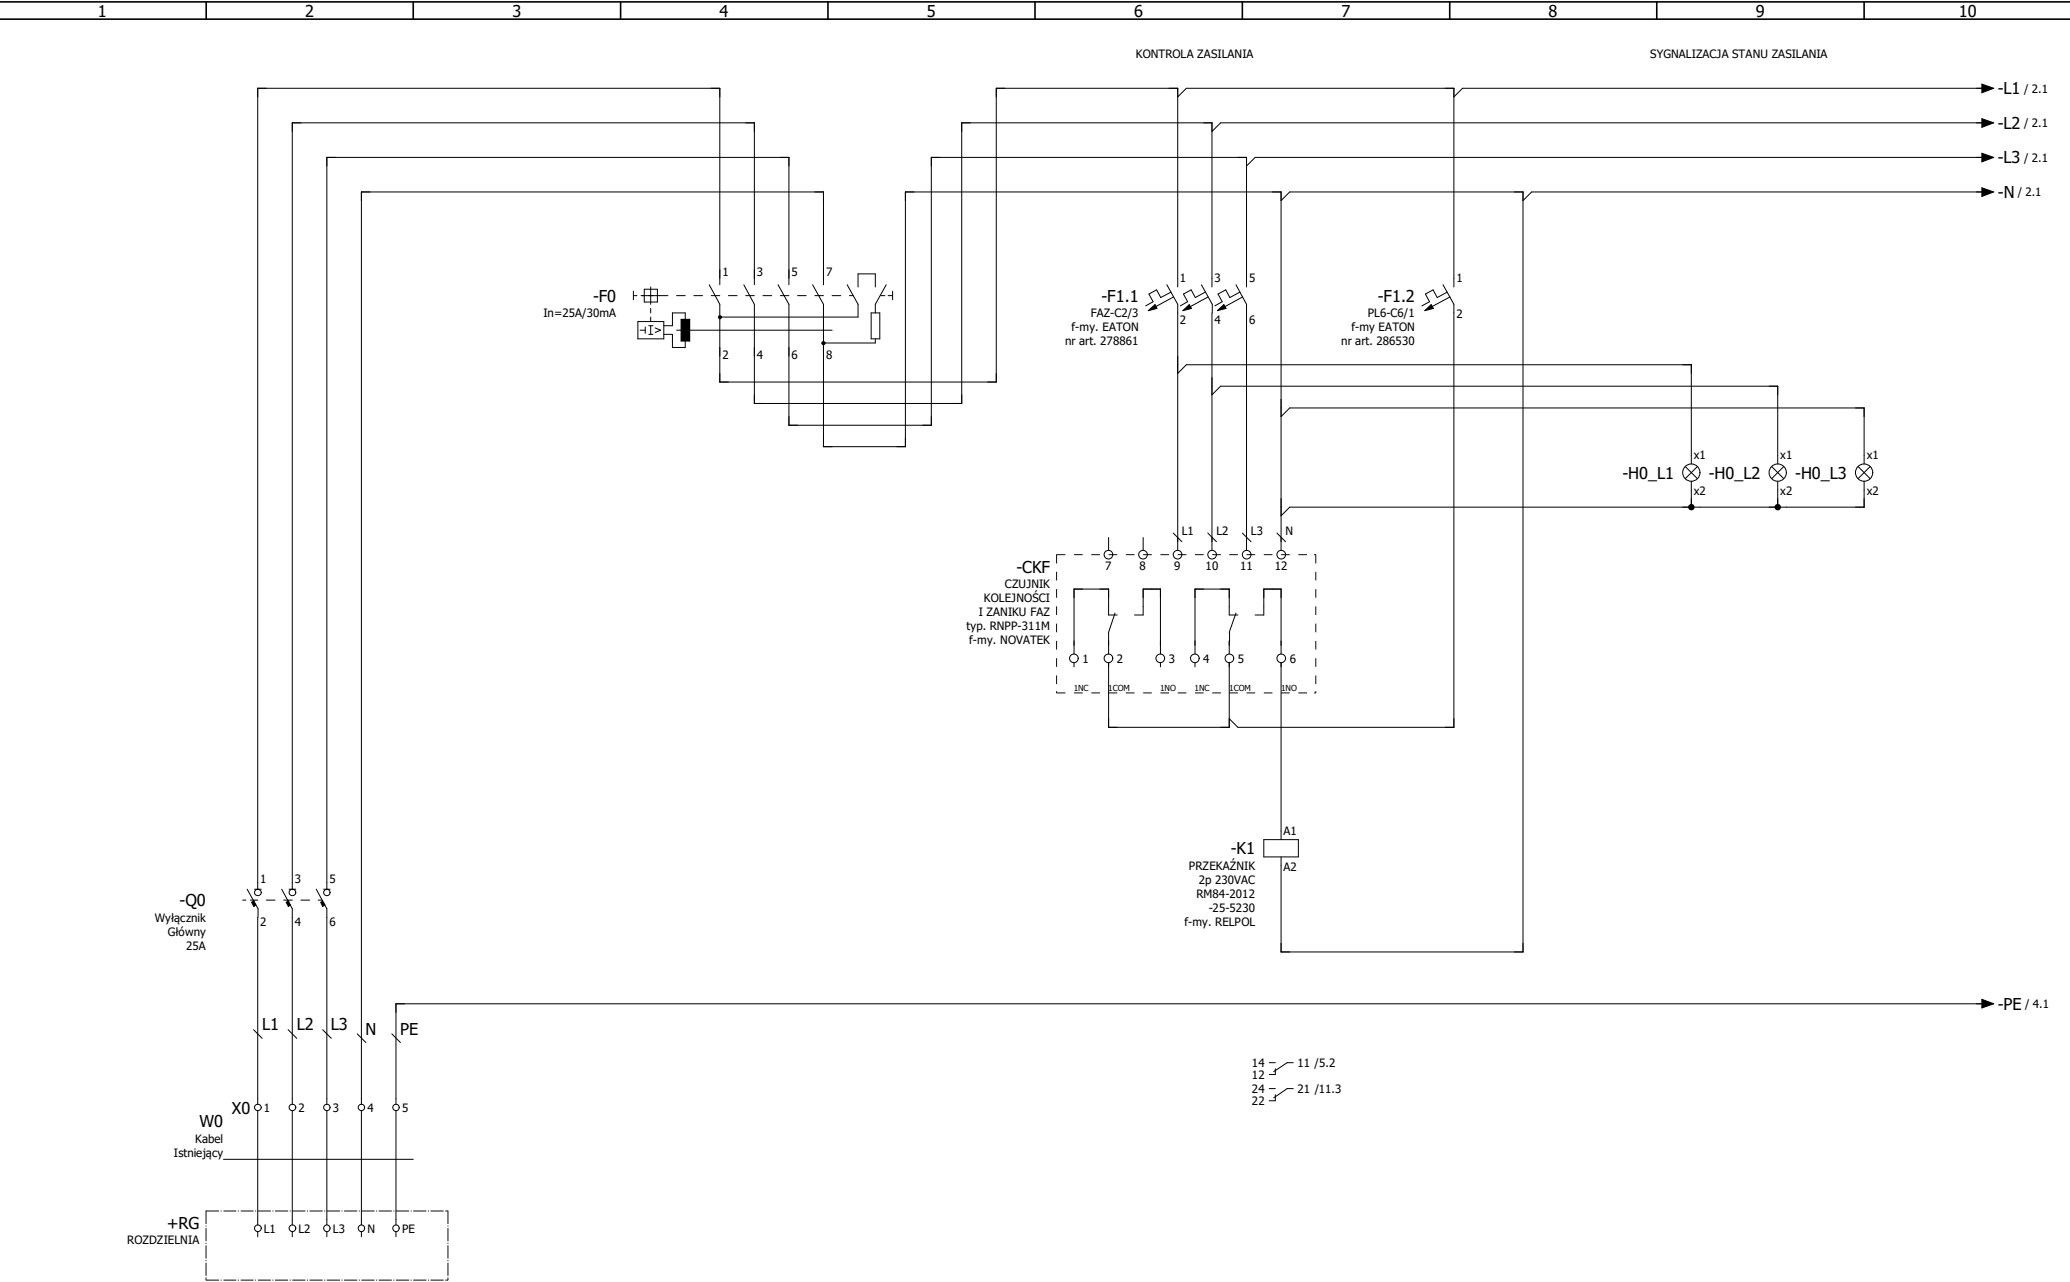 1 2 3 4 5 6 7 8 9 10
KONTROLA ZASILANIA
SYGNALIZACJA STANU ZASILANIA
-L1 / 2.1
-L2 / 2.1
-L3 / 2.1
-N / 2.1
1 3 5 7
-F0
In=25A/30mA
I>
2 4 6 8
1 3 5
-F1.1
FAZ-C2/3
f-my. EATON
nr art. 278861
2 4 6
1
-F1.2
PL6-C6/1
f-my EATON
nr art. 286530
2
x1 x1 x1
-H0_L1 -H0_L2 -H0_L3
x2 x2 x2
L1 L2 L3 N
7 8 9 10 11 12
-CKF
CZUJNIK
KOLEJNOŚCI
I ZANIKU FAZ
typ. RNPP-311M
f-my. NOVATEK
1 2 3 4 5 6
1NC 1COM 1NO 1NC 1COM 1NO
A1
-K1
A2
PRZEKAŹNIK
2p 230VAC
RM84-2012
-25-5230
f-my. RELPOL
1 3 5
-Q0
Wyłącznik
Główny
25A
2 4 6
-PE / 4.1
L1 L2 L3 N PE
14 11 /5.2
12
24 21 /11.3
22
X0 1 2 3 4 5
W0
Kabel
Istniejący
+RG
ROZDZIELNIA
L1 L2 L3 N PE